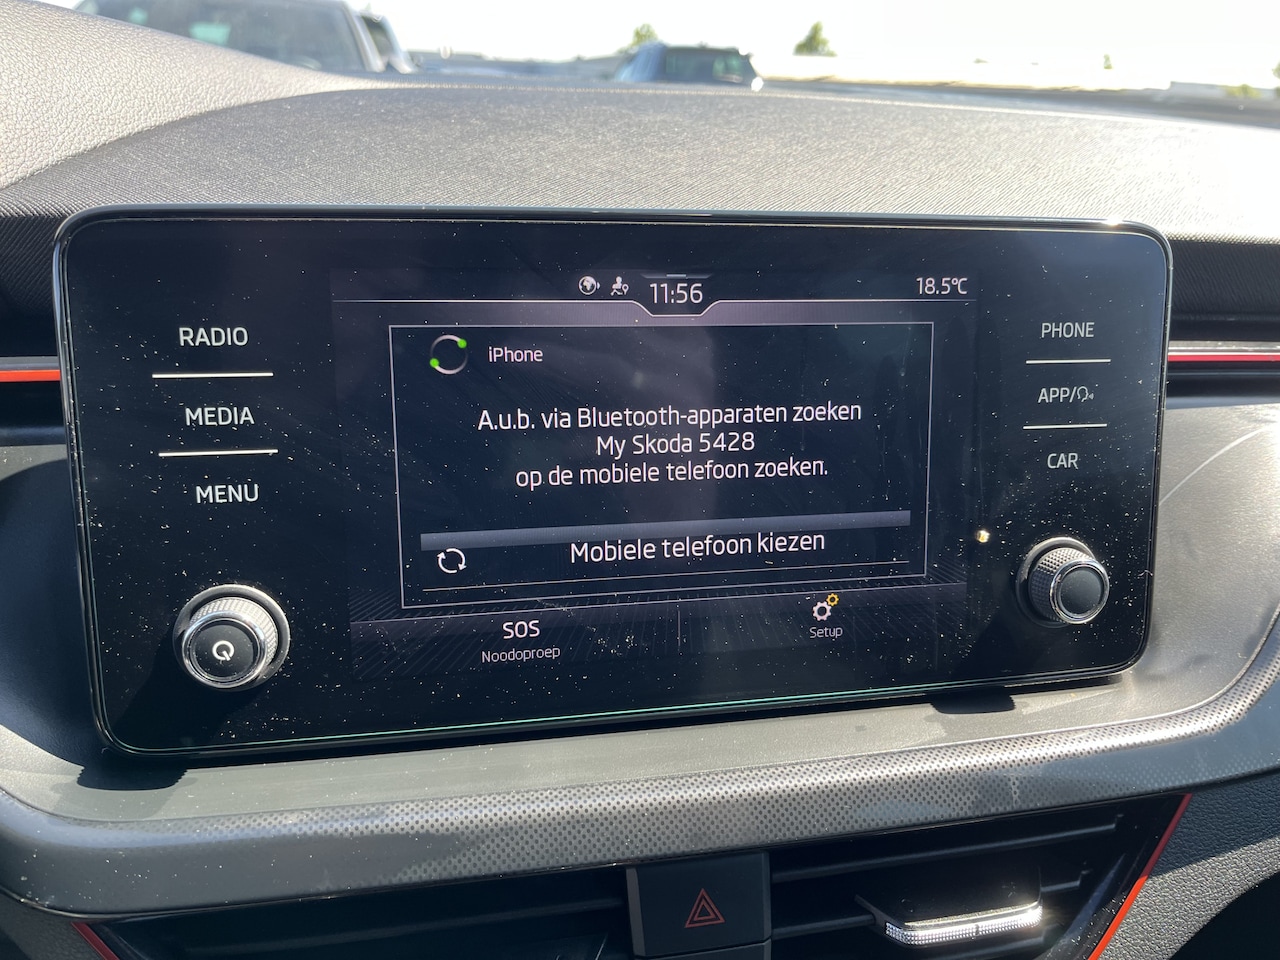 11:56
18.5°C
RADIO
MEDIA
MENU
iPhone
A.u.b. via Bluetooth-apparaten zoeken
My Skoda 5428
op de mobiele telefoon zoeken.
Mobiele telefoon kiezen
SOS
Noodoproep
Setup
PHONE
APP/
CAR